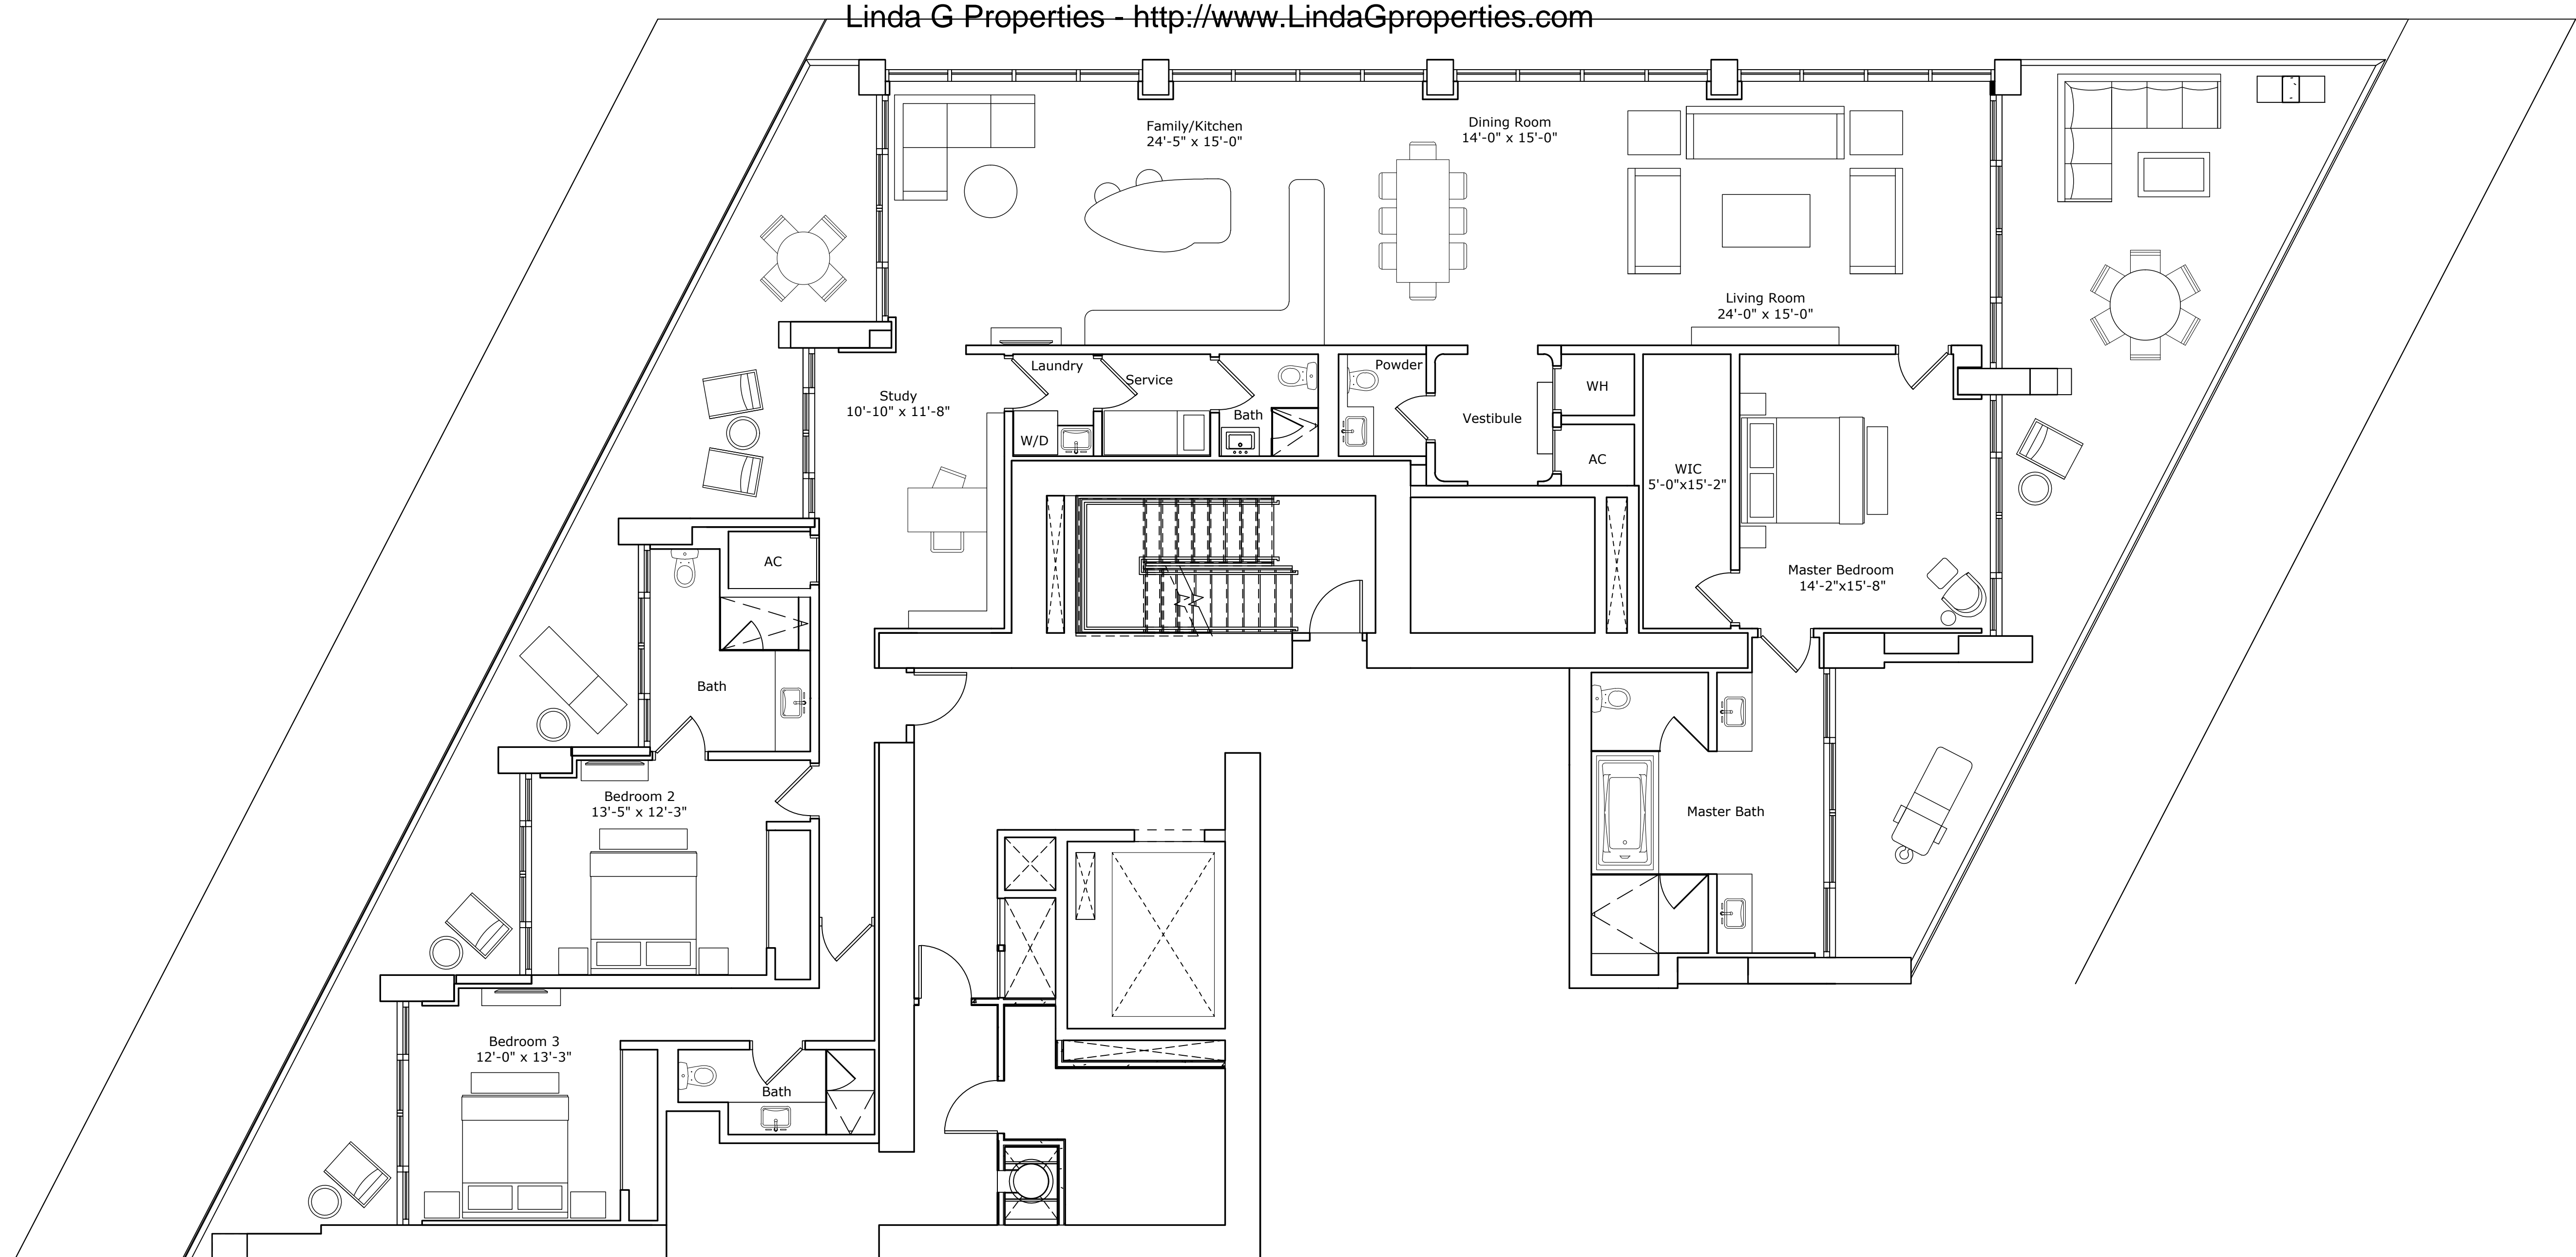 Linda G Properties - http://www.LindaGproperties.com
Family/Kitchen
24'-5" x 15'-0"
Dining Room
14'-0" x 15'-0"
Living Room
24'-0" x 15'-0"
Laundry
Service
Powder
Study
10'-10" x 11'-8"
W/D
Bath
Vestibule
WH
AC
WIC
5'-0"x15'-2"
Master Bedroom
14'-2"x15'-8"
AC
Bath
Bedroom 2
13'-5" x 12'-3"
Master Bath
Bedroom 3
12'-0" x 13'-3"
Bath